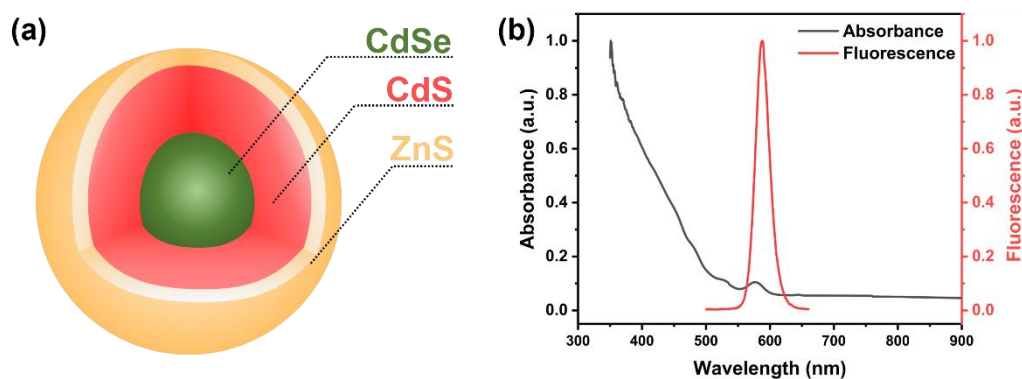 (a)
CdSe
CdS
ZnS
(b)
Absorbance
Fluorescence
Absorbance (a.u.)
1.0
0.8
0.6
0.4
0.2
0.0
300 400 500 600 700 800 900
Wavelength (nm)
1.0
0.8
0.6
0.4
0.2
0.0
Fluorescence (a.u.)